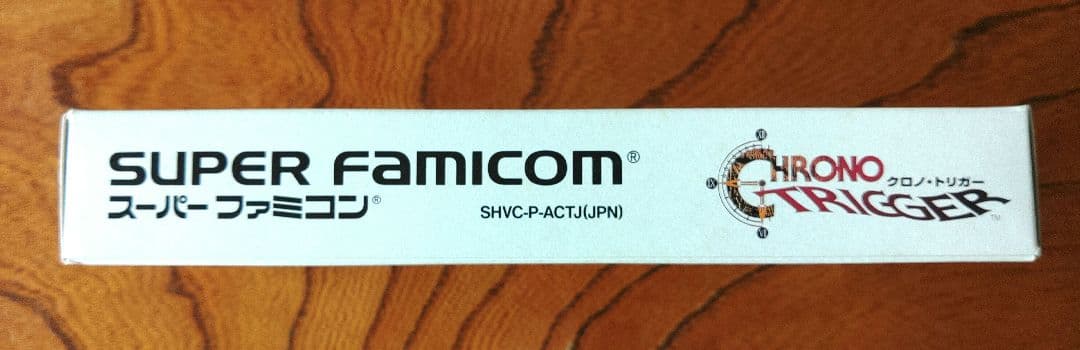 SUPER FAMICOM®
スーパーファミコン®
SHVC-P-ACTJ(JPN)
CHRONO
クロノ・トリガー
TRIGGER™